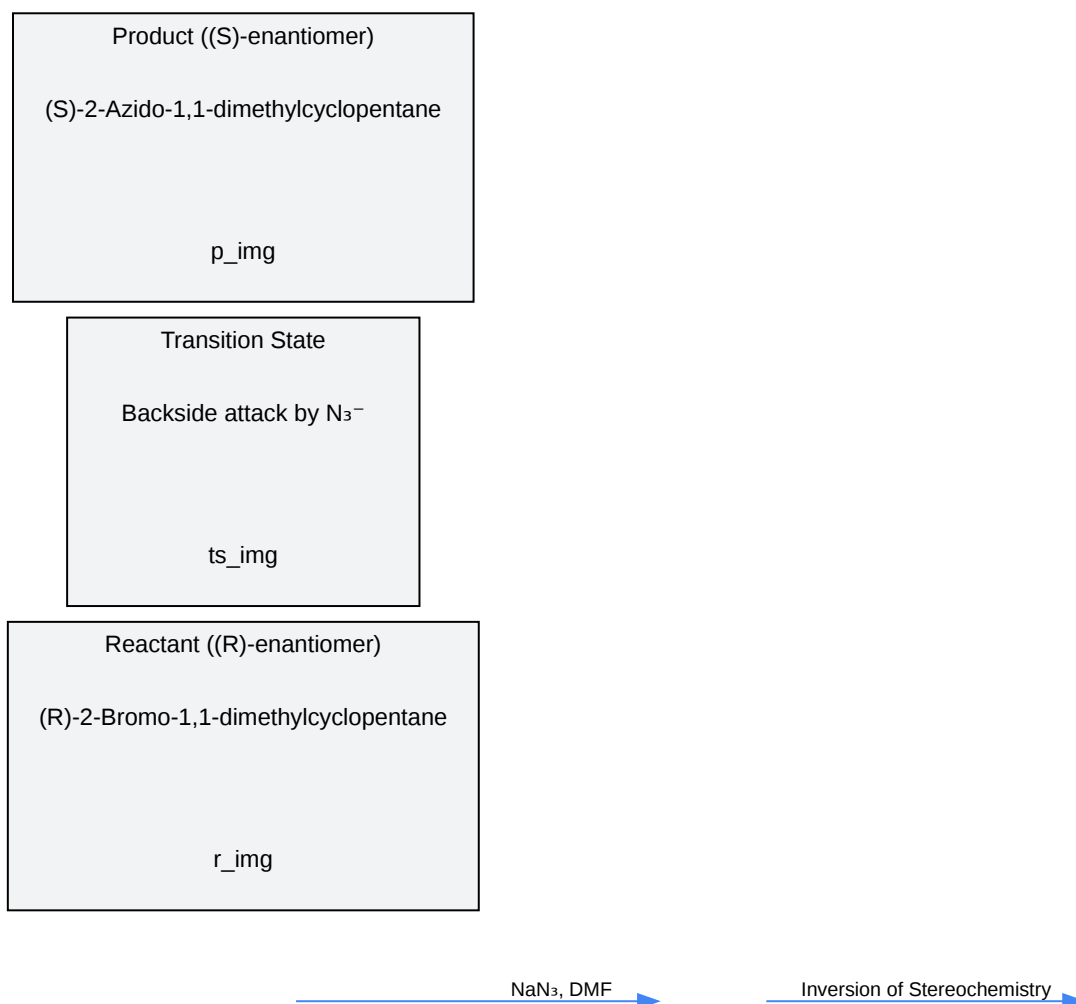 Product ((S)-enantiomer)
(S)-2-Azido-1,1-dimethylcyclopentane
p_img
Transition State
Backside attack by N₃⁻
ts_img
Reactant ((R)-enantiomer)
(R)-2-Bromo-1,1-dimethylcyclopentane
r_img
NaN₃, DMF
Inversion of Stereochemistry